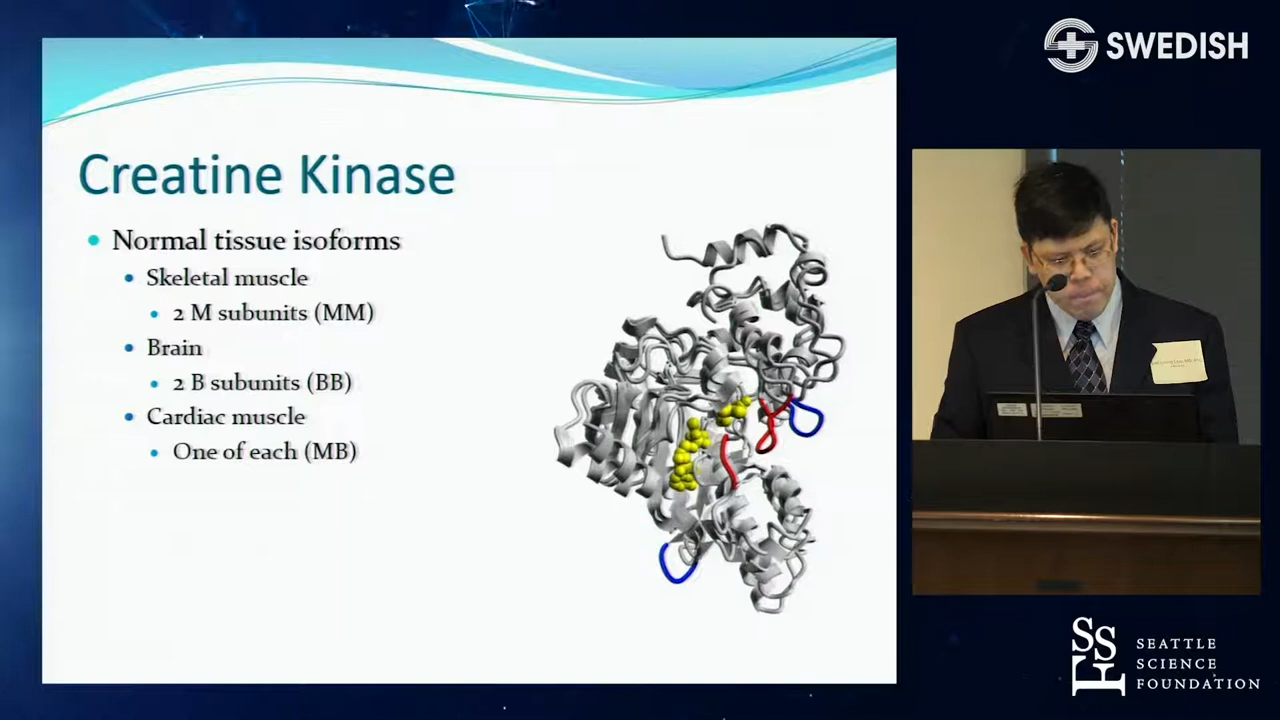 SWEDISH
Creatine Kinase
Normal tissue isoforms
Skeletal muscle
2 M subunits (MM)
Brain
2 B subunits (BB)
Cardiac muscle
One of each (MB)
SSF
SEATTLE
SCIENCE
FOUNDATION